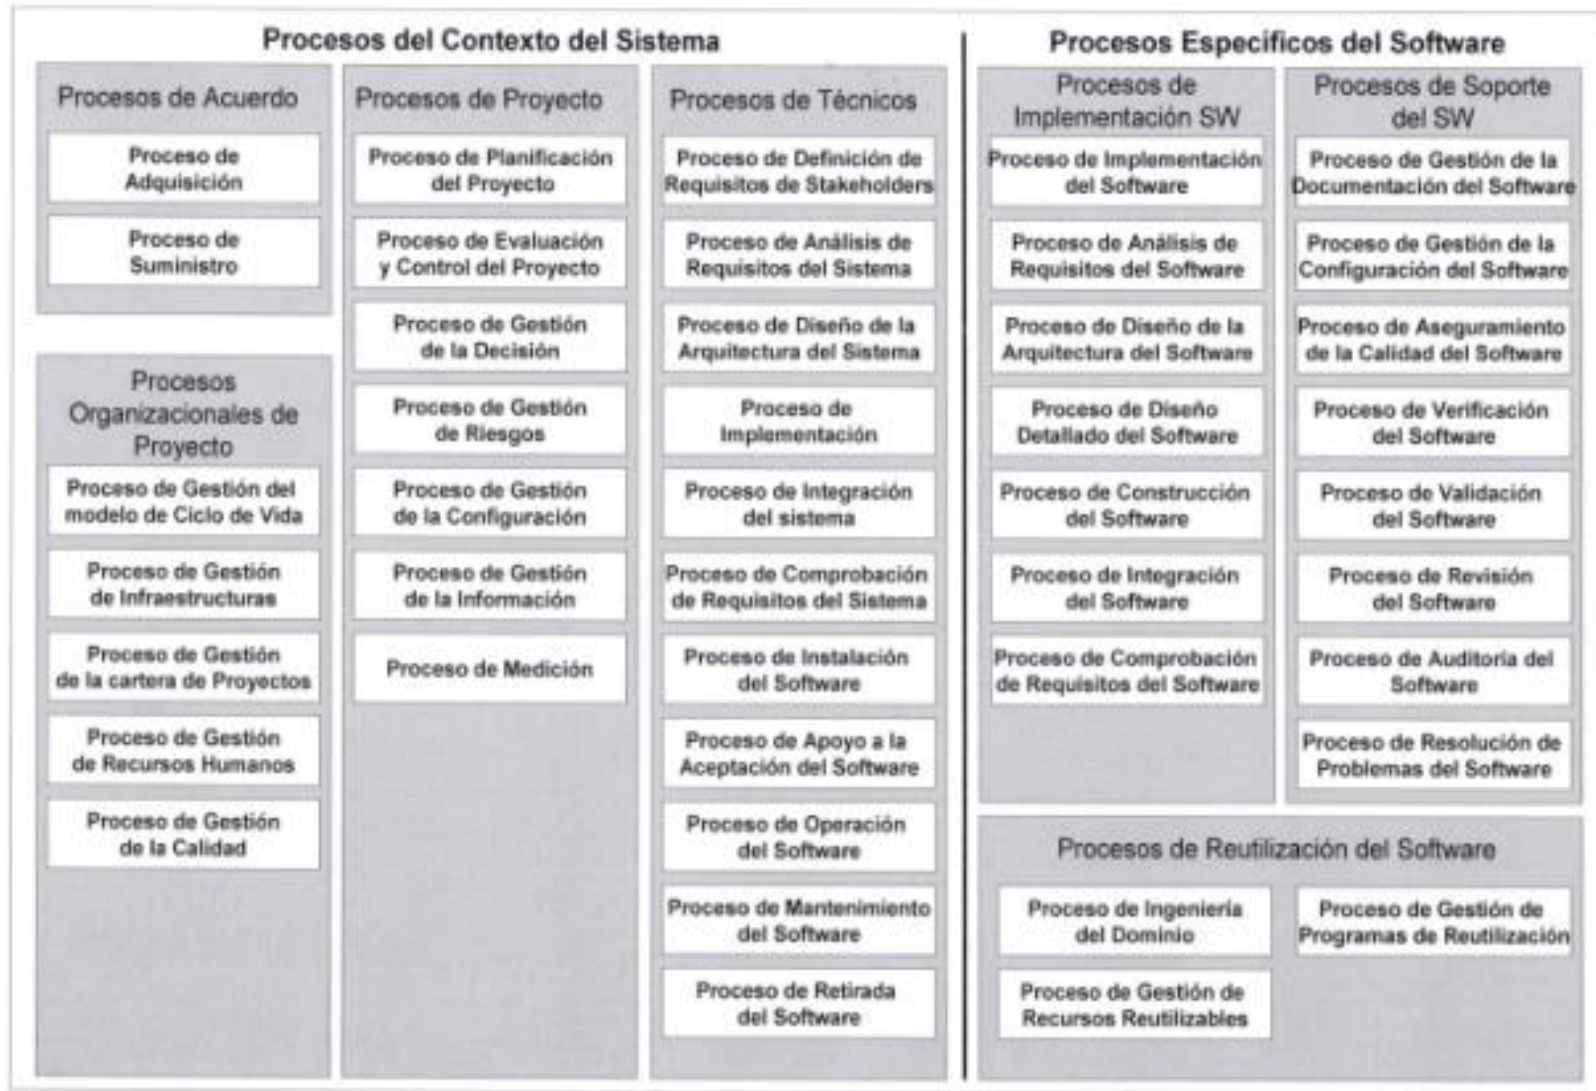 Procesos del Contexto del Sistema
Procesos de Acuerdo
Proceso de
Adquisición
Proceso de
Suministro
Procesos
Organizacionales de
Proyecto
Proceso de Gestión del
modelo de Ciclo de Vida
Proceso de Gestión
de Infraestructuras
Proceso de Gestión
de la cartera de Proyectos
Proceso de Gestión
de Recursos Humanos
Proceso de Gestión
de la Calidad
Procesos de Proyecto
Proceso de Planificación
del Proyecto
Proceso de Evaluación
y Control del Proyecto
Proceso de Gestión
de la Decisión
Proceso de Gestión
de Riesgos
Proceso de Gestión
de la Configuración
Proceso de Gestión
de la Información
Proceso de Medición
Procesos de Técnicos
Proceso de Definición de
Requisitos de Stakeholders
Proceso de Análisis de
Requisitos del Sistema
Proceso de Diseño de la
Arquitectura del Sistema
Proceso de
Implementación
Proceso de Integración
del sistema
Proceso de Comprobación
de Requisitos del Sistema
Proceso de Instalación
del Software
Proceso de Apoyo a la
Aceptación del Software
Proceso de Operación
del Software
Proceso de Mantenimiento
del Software
Proceso de Retirada
del Software
Procesos Específicos del Software
Procesos de
Implementación SW
Proceso de Implementación
del Software
Proceso de Análisis de
Requisitos del Software
Proceso de Diseño de la
Arquitectura del Software
Proceso de Diseño
Detallado del Software
Proceso de Construcción
del Software
Proceso de Integración
del Software
Proceso de Comprobación
de Requisitos del Software
Procesos de Soporte
del SW
Proceso de Gestión de la
Documentación del Software
Proceso de Gestión de la
Configuración del Software
Proceso de Aseguramiento
de la Calidad del Software
Proceso de Verificación
del Software
Proceso de Validación
del Software
Proceso de Revisión
del Software
Proceso de Auditoría del
Software
Proceso de Resolución de
Problemas del Software
Procesos de Reutilización del Software
Proceso de Ingeniería
del Dominio
Proceso de Gestión de
Recursos Reutilizables
Proceso de Gestión de
Programas de Reutilización